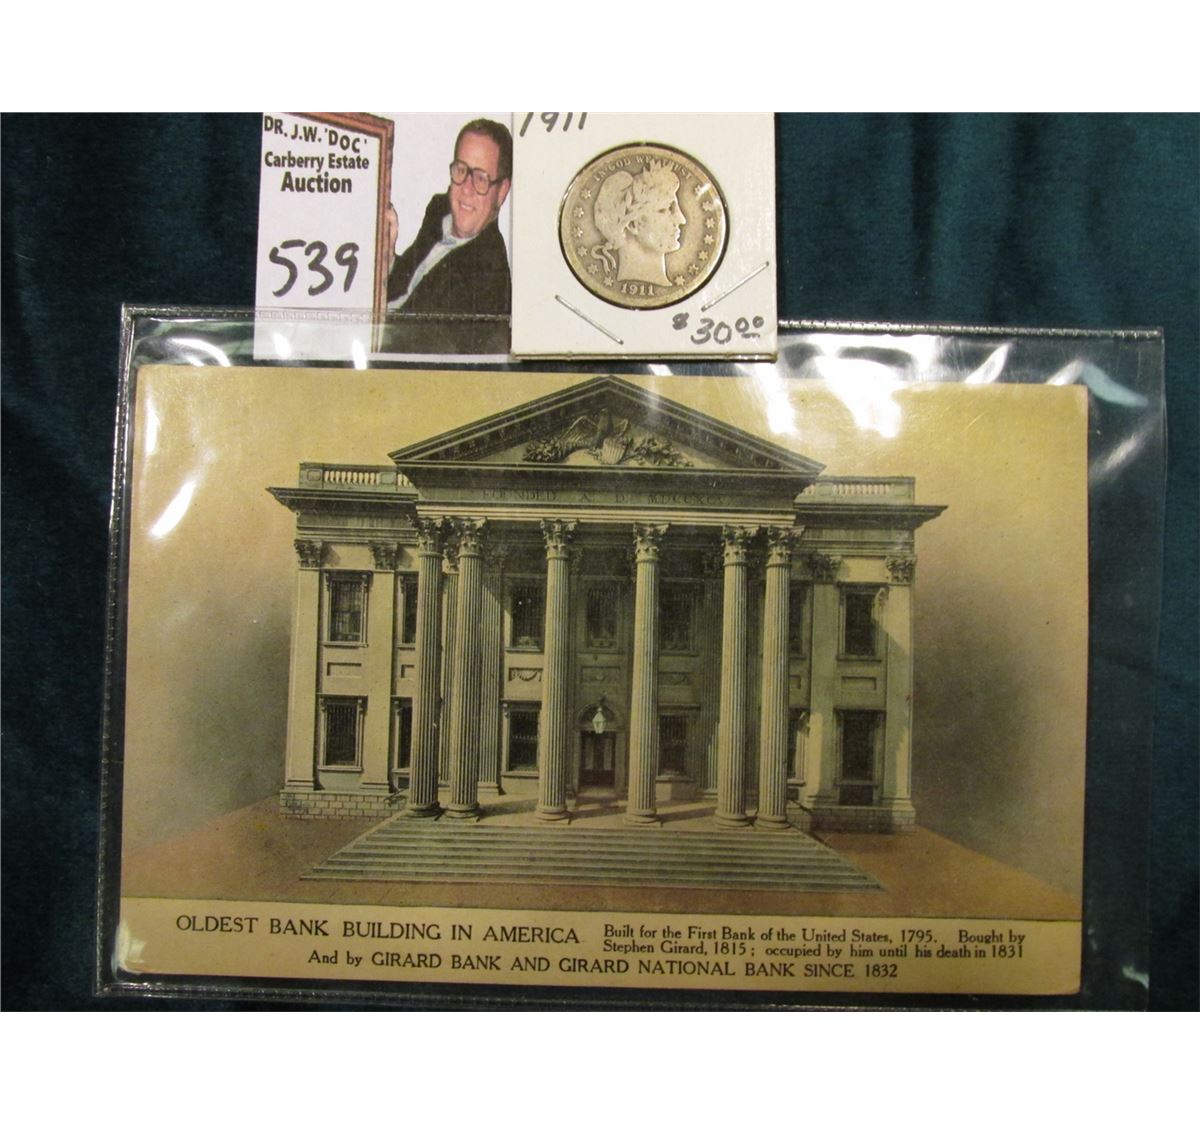 DR. J.W. 'DOC'
Carberry Estate
Auction
539
1911
IN GOD WE TRUST
1911
$30.00
FOUNDED A. D. MDCCXCV
OLDEST BANK BUILDING IN AMERICA
Built for the First Bank of the United States, 1795. Bought by
Stephen Girard, 1815; occupied by him until his death in 1831
And by GIRARD BANK AND GIRARD NATIONAL BANK SINCE 1832